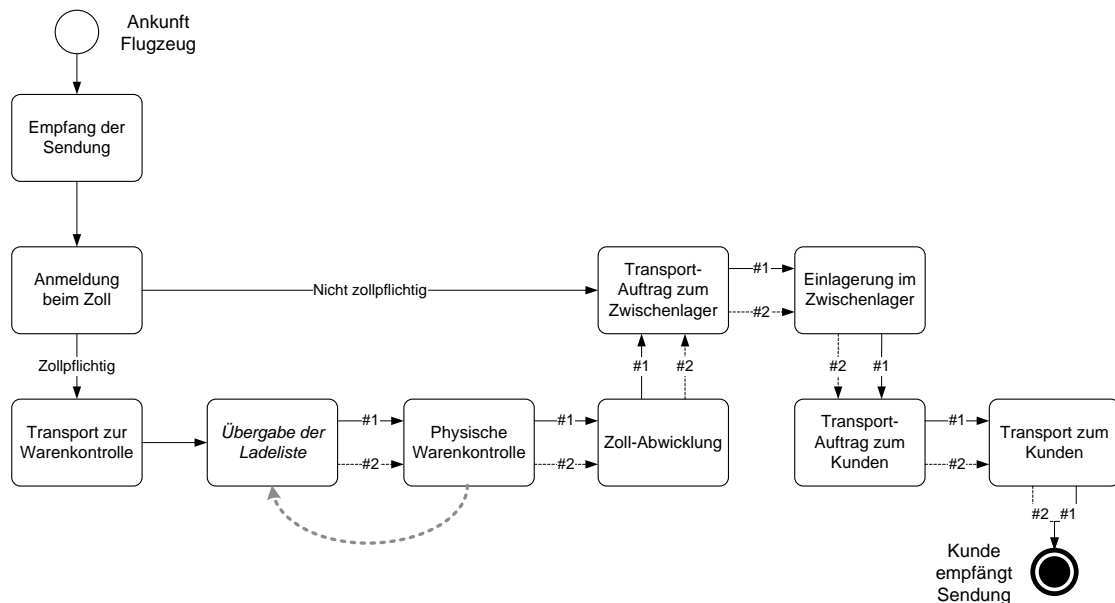 Ankunft
Flugzeug
Empfang der
Sendung
Anmeldung
beim Zoll
Nicht zollpflichtig
Transport-
Auftrag zum
Zwischenlager
#1
#2
Einlagerung im
Zwischenlager
Zollpflichtig
#1
#2
#2
#1
Transport zur
Warenkontrolle
Übergabe der
Ladeliste
#1
#2
Physische
Warenkontrolle
#1
#2
Zoll-Abwicklung
Transport-
Auftrag zum
Kunden
#1
#2
Transport zum
Kunden
#2
#1
Kunde
empfängt
Sendung